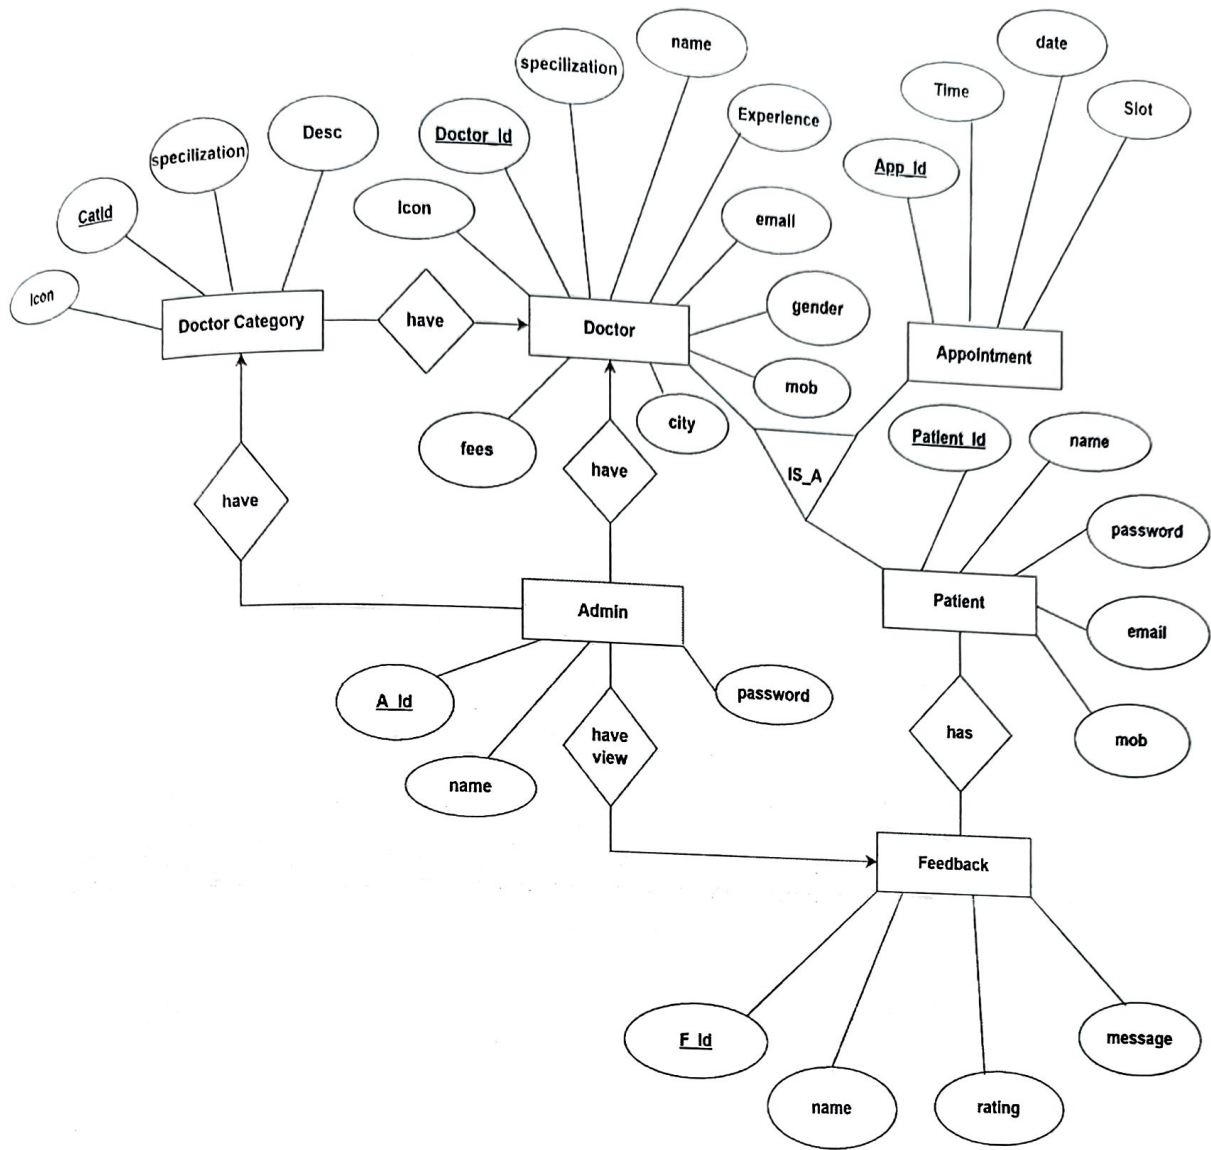 name
date
specilization
Time
Experience
Slot
Desc
Doctor_Id
specilization
App_Id
Icon
CatId
email
Icon
gender
Doctor Category
have
Doctor
Appointment
mob
city
Patient_Id
name
fees
have
IS_A
have
password
Admin
Patient
email
A_Id
password
have
view
has
mob
name
Feedback
F_Id
message
name
rating